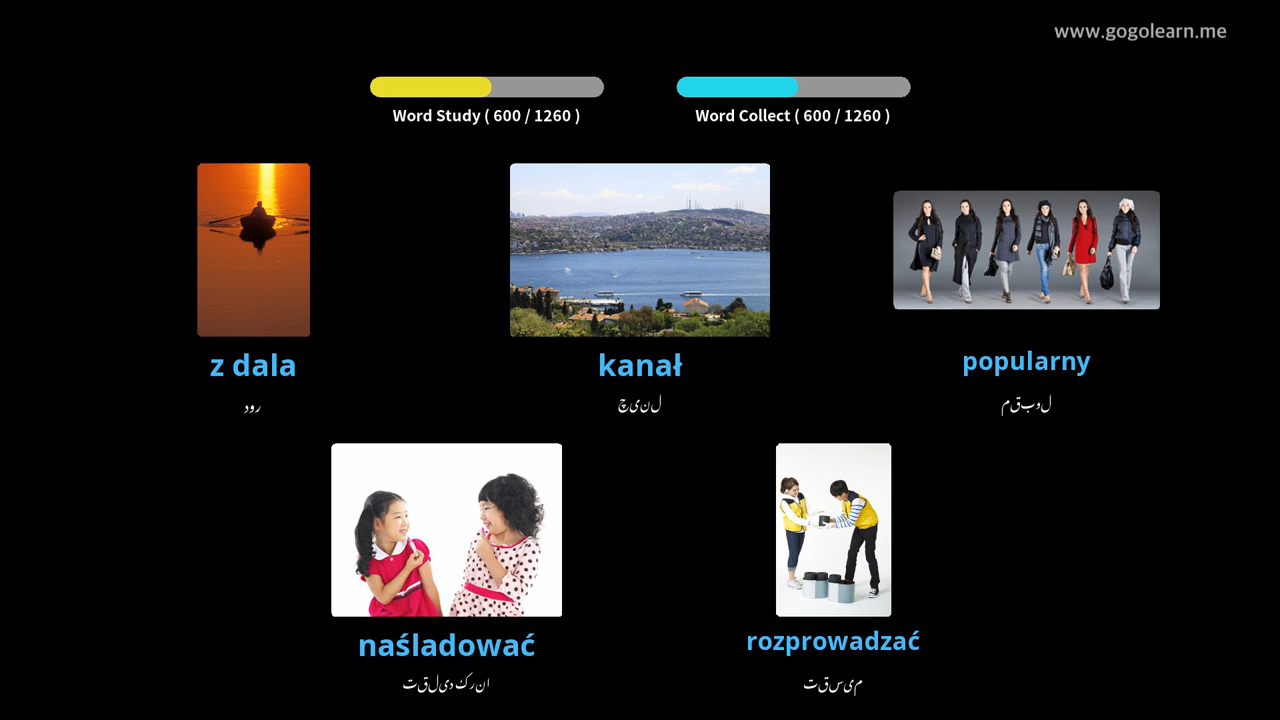 www.gogolearn.me
Word Study ( 600 / 1260 )
Word Collect ( 600 / 1260 )
z dala
رود
kanał
لنیچ
popularny
لوبقم
naśladować
انرک دیلقت
rozprowadzać
میسقت